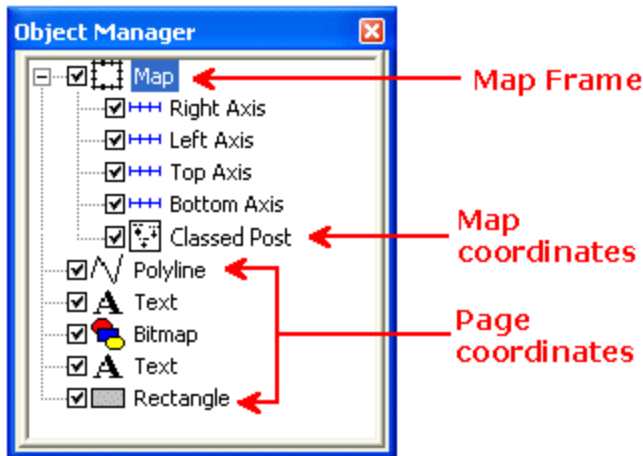 Object Manager
Map
Map Frame
Right Axis
Left Axis
Top Axis
Bottom Axis
Classed Post
Map
coordinates
Polyline
Text
Bitmap
Text
Rectangle
Page
coordinates